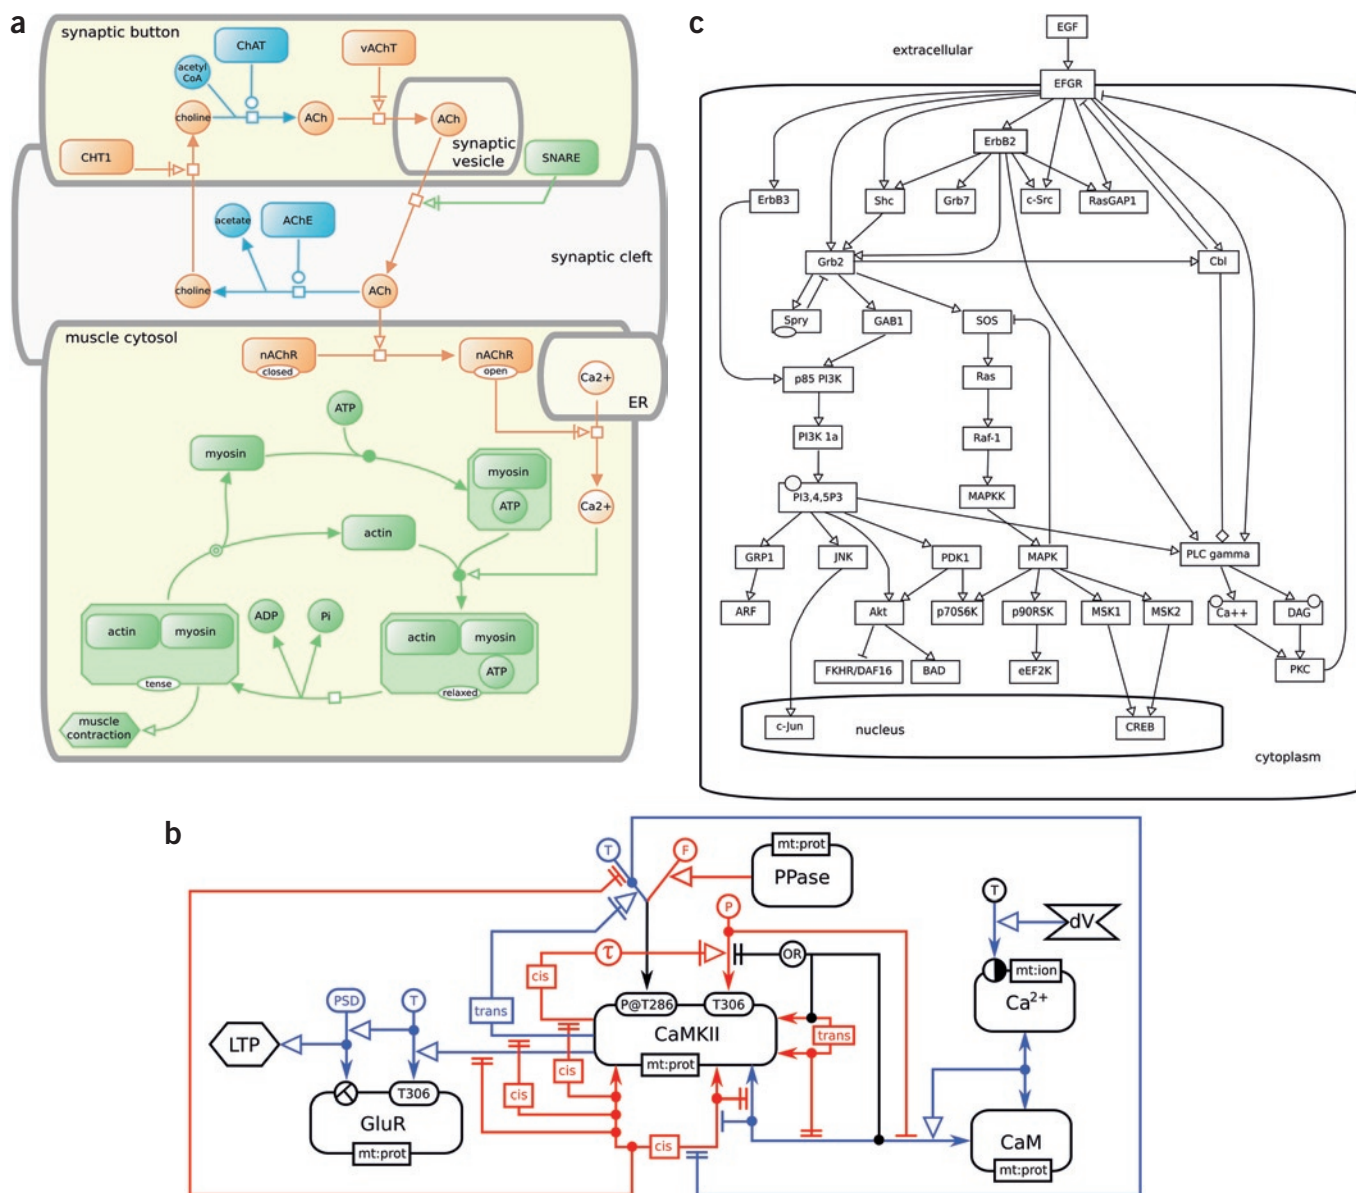 a
synaptic button
ChAT
vAChT
acetyl
CoA
choline
ACh
ACh
synaptic
vesicle
CHT1
SNARE
acetate
AChE
synaptic cleft
choline
ACh
muscle cytosol
nAChR
closed
nAChR
open
Ca2+
ER
ATP
myosin
myosin
ATP
Ca2+
actin
ADP
Pi
actin
myosin
tense
actin
myosin
ATP
relaxed
muscle
contraction
c
EGF
extracellular
EFGR
ErbB2
ErbB3
Shc
Grb7
c-Src
RasGAP1
Grb2
Cbl
Spry
GAB1
SOS
p85 PI3K
Ras
PI3K 1a
Raf-1
PI3,4,5P3
MAPKK
GRP1
JNK
PDK1
MAPK
PLC gamma
ARF
Akt
p70S6K
p90RSK
MSK1
MSK2
Ca++
DAG
FKHR/DAF16
BAD
eEF2K
PKC
c-Jun
nucleus
CREB
cytoplasm
b
T
F
mt:prot
PPase
P
T
dV
τ
OR
cis
mt:ion
Ca2+
PSD
T
trans
P@T286
T306
CaMKII
trans
LTP
mt:prot
cis
cis
T306
GluR
mt:prot
cis
CaM
mt:prot